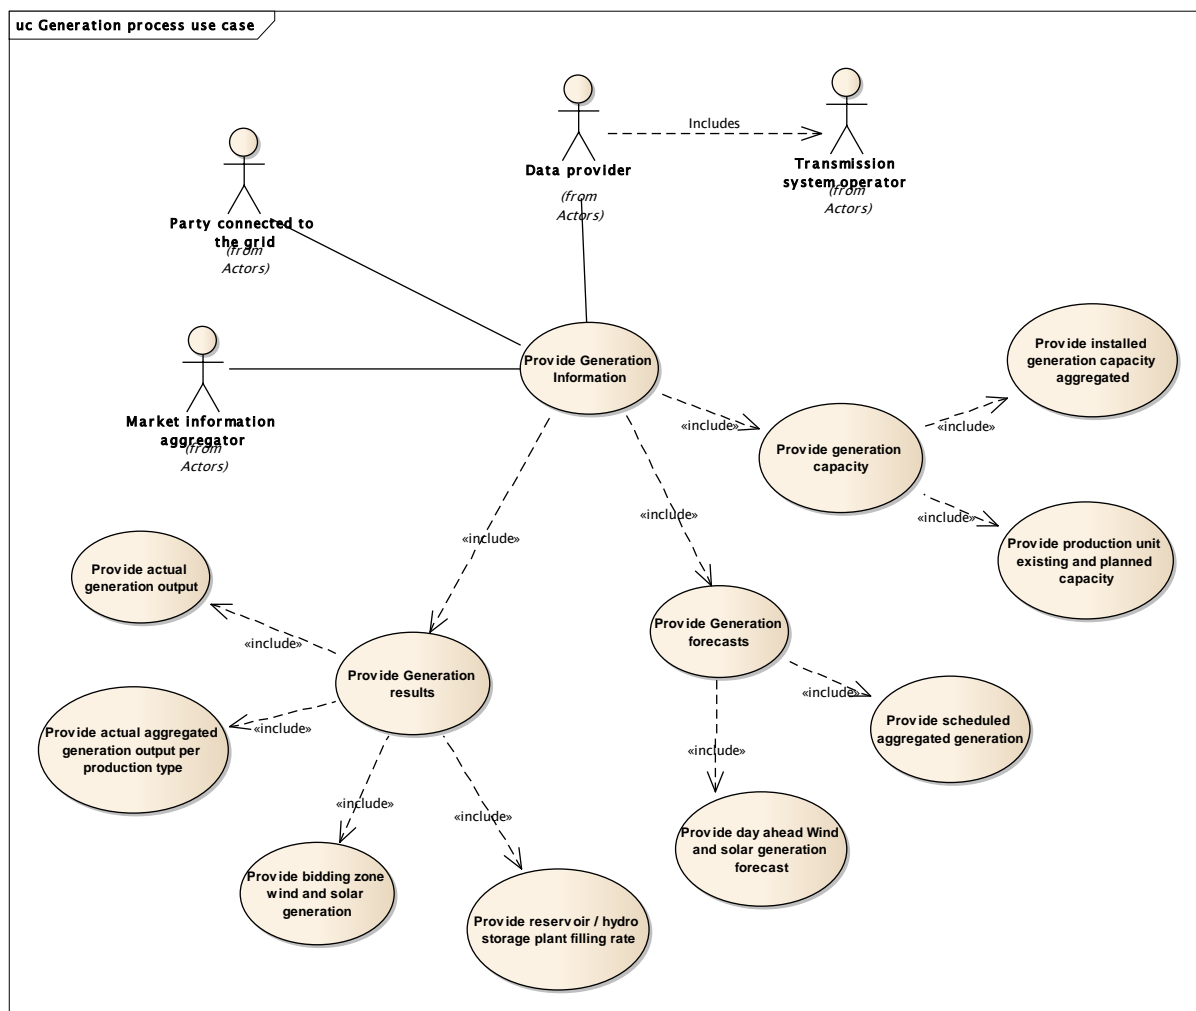 uc Generation process use case
Data provider
(from
Actors)
Includes
Transmission
system operator
(from
Actors)
Party connected to
the grid
(from
Actors)
Market information
aggregator
(from
Actors)
Provide Generation
Information
Provide installed
generation capacity
aggregated
«include»
«include»
Provide generation
capacity
«include»
Provide production unit
existing and planned
capacity
«include»
«include»
Provide actual
generation output
«include»
Provide Generation
results
Provide Generation
forecasts
«include»
Provide scheduled
aggregated generation
Provide actual aggregated
generation output per
production type
«include»
«include»
«include»
«include»
Provide day ahead Wind
and solar generation
forecast
Provide bidding zone
wind and solar
generation
Provide reservoir / hydro
storage plant filling rate